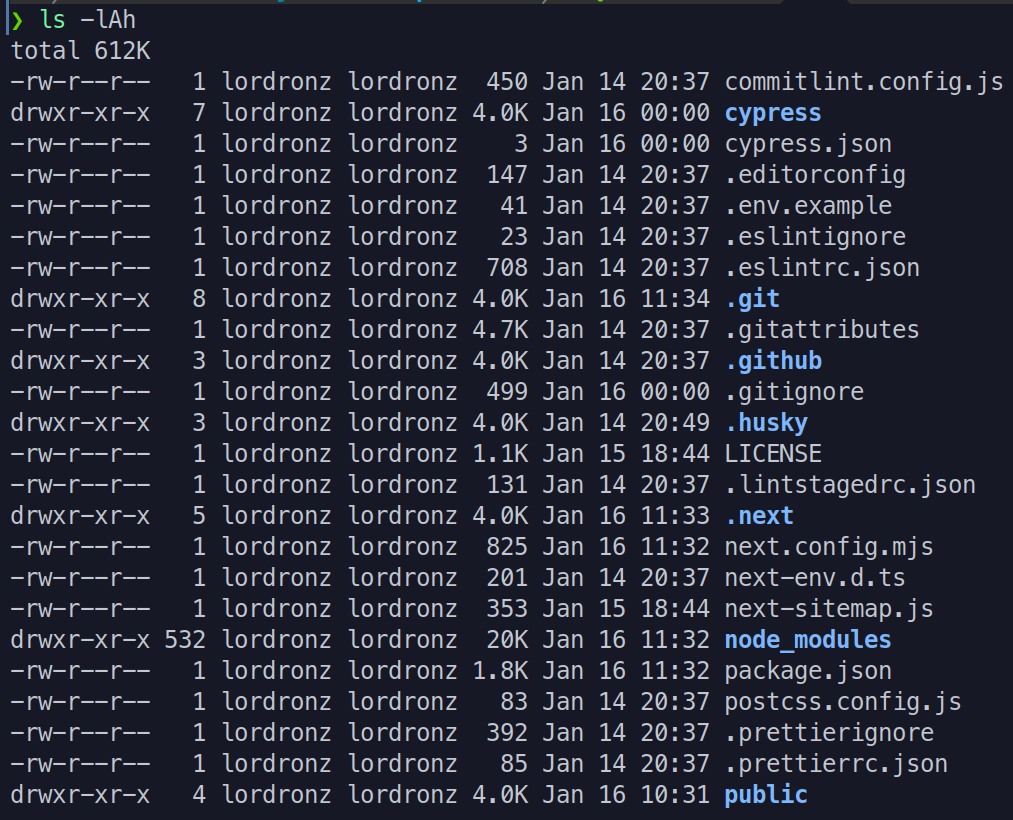 ❯ ls -lAh
total 612K
-rw-r--r--   1 lordronz lordronz  450 Jan 14 20:37 commitlint.config.js
drwxr-xr-x   7 lordronz lordronz 4.0K Jan 16 00:00 cypress
-rw-r--r--   1 lordronz lordronz    3 Jan 16 00:00 cypress.json
-rw-r--r--   1 lordronz lordronz  147 Jan 14 20:37 .editorconfig
-rw-r--r--   1 lordronz lordronz   41 Jan 14 20:37 .env.example
-rw-r--r--   1 lordronz lordronz   23 Jan 14 20:37 .eslintignore
-rw-r--r--   1 lordronz lordronz  708 Jan 14 20:37 .eslintrc.json
drwxr-xr-x   8 lordronz lordronz 4.0K Jan 16 11:34 .git
-rw-r--r--   1 lordronz lordronz 4.7K Jan 14 20:37 .gitattributes
drwxr-xr-x   3 lordronz lordronz 4.0K Jan 14 20:37 .github
-rw-r--r--   1 lordronz lordronz  499 Jan 16 00:00 .gitignore
drwxr-xr-x   3 lordronz lordronz 4.0K Jan 14 20:49 .husky
-rw-r--r--   1 lordronz lordronz 1.1K Jan 15 18:44 LICENSE
-rw-r--r--   1 lordronz lordronz  131 Jan 14 20:37 .lintstagedrc.json
drwxr-xr-x   5 lordronz lordronz 4.0K Jan 16 11:33 .next
-rw-r--r--   1 lordronz lordronz  825 Jan 16 11:32 next.config.mjs
-rw-r--r--   1 lordronz lordronz  201 Jan 14 20:37 next-env.d.ts
-rw-r--r--   1 lordronz lordronz  353 Jan 15 18:44 next-sitemap.js
drwxr-xr-x 532 lordronz lordronz  20K Jan 16 11:32 node_modules
-rw-r--r--   1 lordronz lordronz 1.8K Jan 16 11:32 package.json
-rw-r--r--   1 lordronz lordronz   83 Jan 14 20:37 postcss.config.js
-rw-r--r--   1 lordronz lordronz  392 Jan 14 20:37 .prettierignore
-rw-r--r--   1 lordronz lordronz   85 Jan 14 20:37 .prettierrc.json
drwxr-xr-x   4 lordronz lordronz 4.0K Jan 16 10:31 public